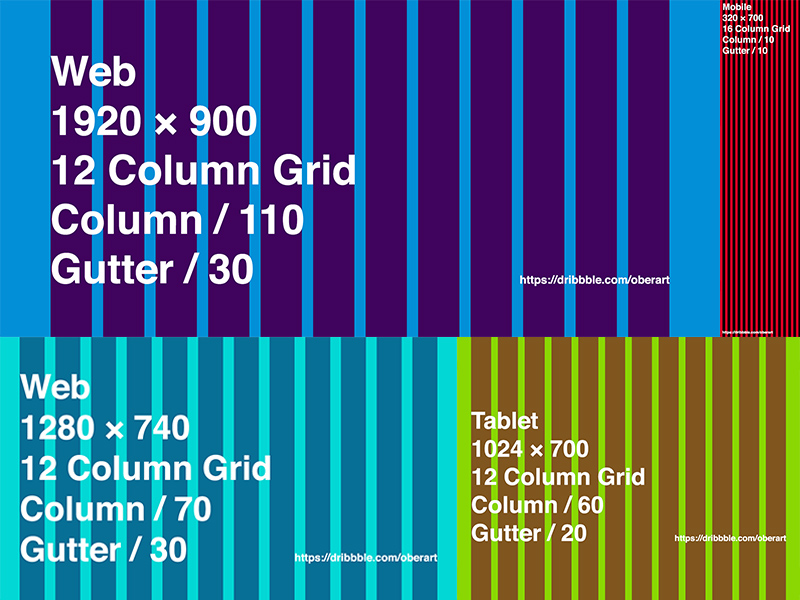 Web
1920 × 900
12 Column Grid
Column / 110
Gutter / 30
https://dribbble.com/oberart
Mobile
320 × 700
16 Column Grid
Column / 10
Gutter / 10
https://dribbble.com/oberart
Web
1280 × 740
12 Column Grid
Column / 70
Gutter / 30
https://dribbble.com/oberart
Tablet
1024 × 700
12 Column Grid
Column / 60
Gutter / 20
https://dribbble.com/oberart